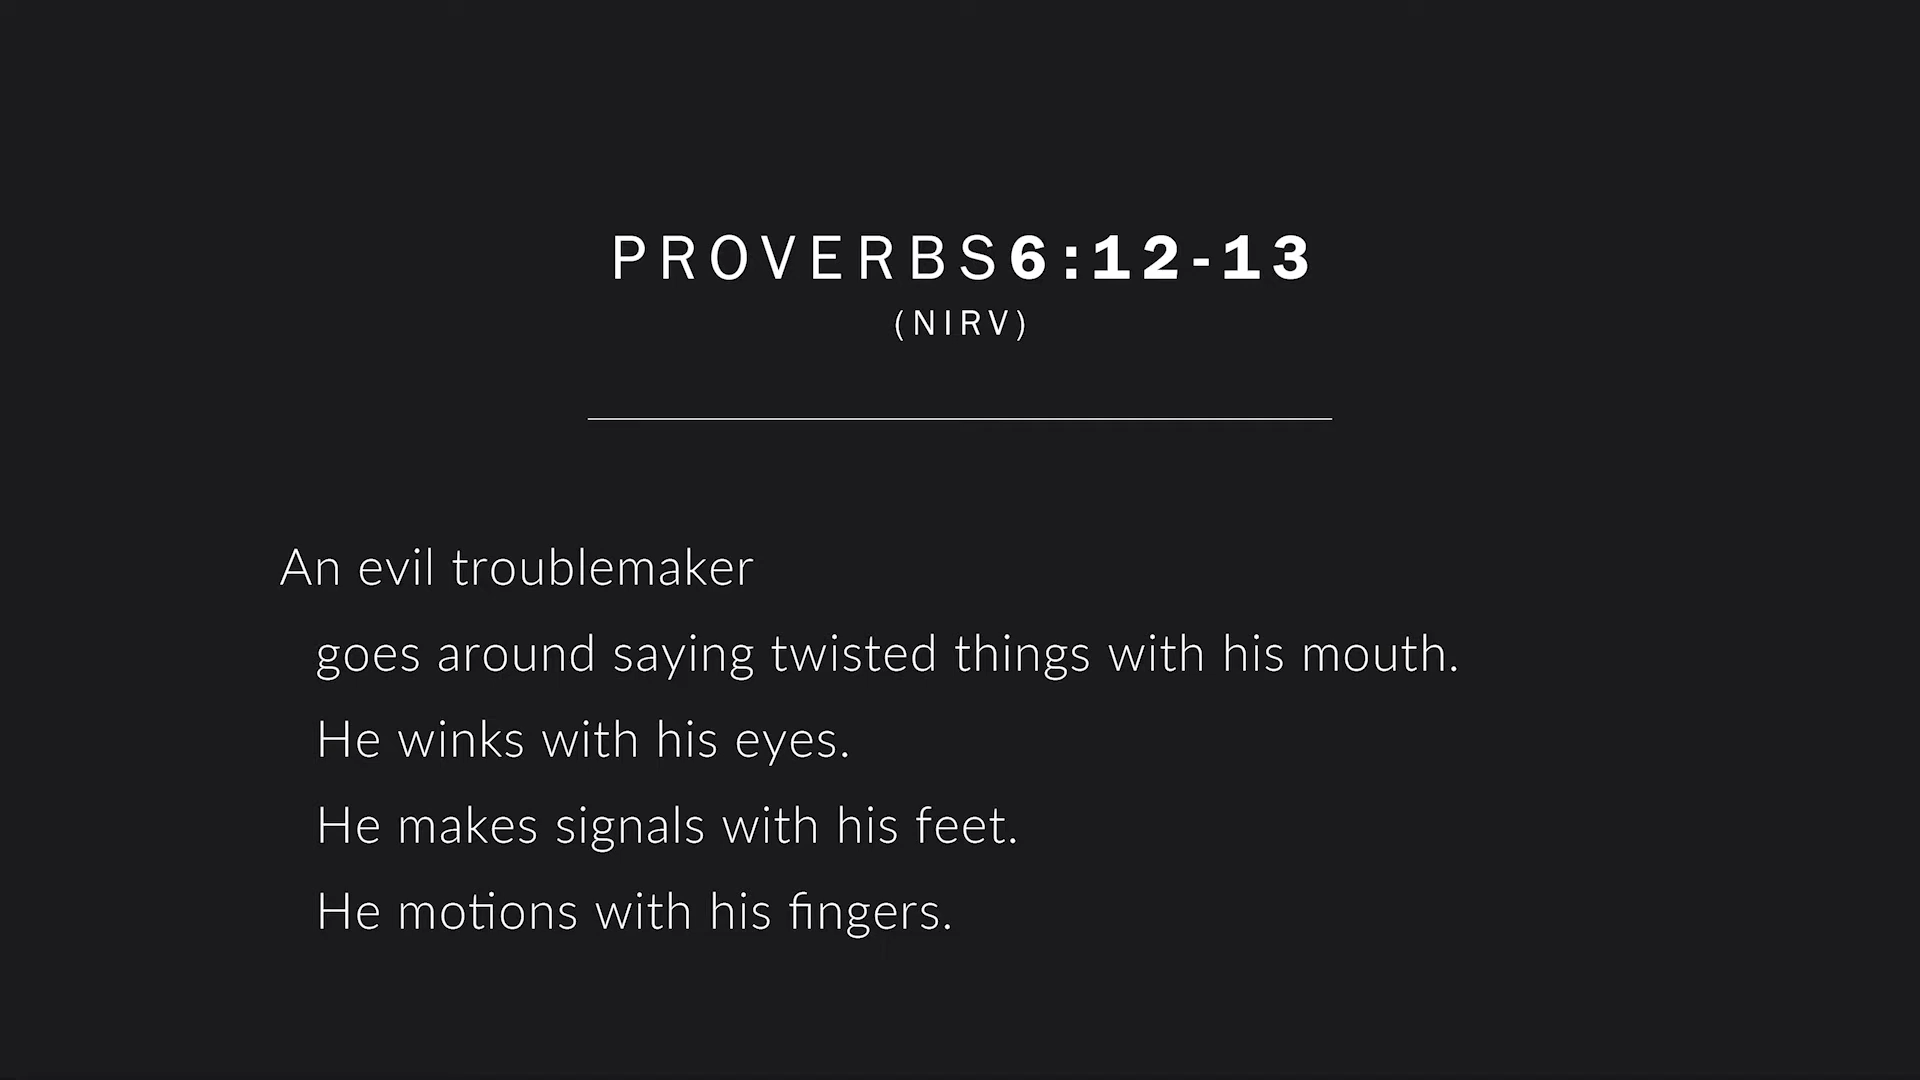 PROVERBS6:12-13
(NIRV)
An evil troublemaker
goes around saying twisted things with his mouth.
He winks with his eyes.
He makes signals with his feet.
He motions with his fingers.